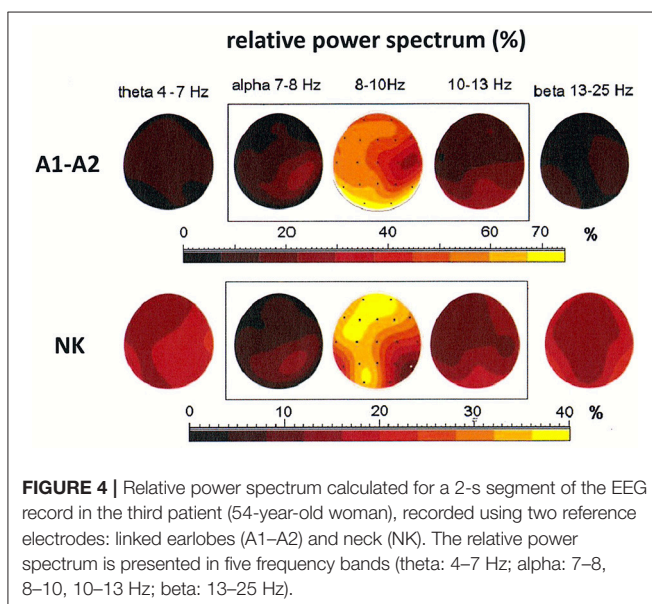 relative power spectrum (%)
theta 4-7 Hz alpha 7-8 Hz 8-10Hz 10-13 Hz beta 13-25 Hz
A1-A2
0 20 40 60 70 %
NK
0 10 20 30 40 %
FIGURE 4 | Relative power spectrum calculated for a 2-s segment of the EEG
record in the third patient (54-year-old woman), recorded using two reference
electrodes: linked earlobes (A1–A2) and neck (NK). The relative power
spectrum is presented in five frequency bands (theta: 4–7 Hz; alpha: 7–8,
8–10, 10–13 Hz; beta: 13–25 Hz).